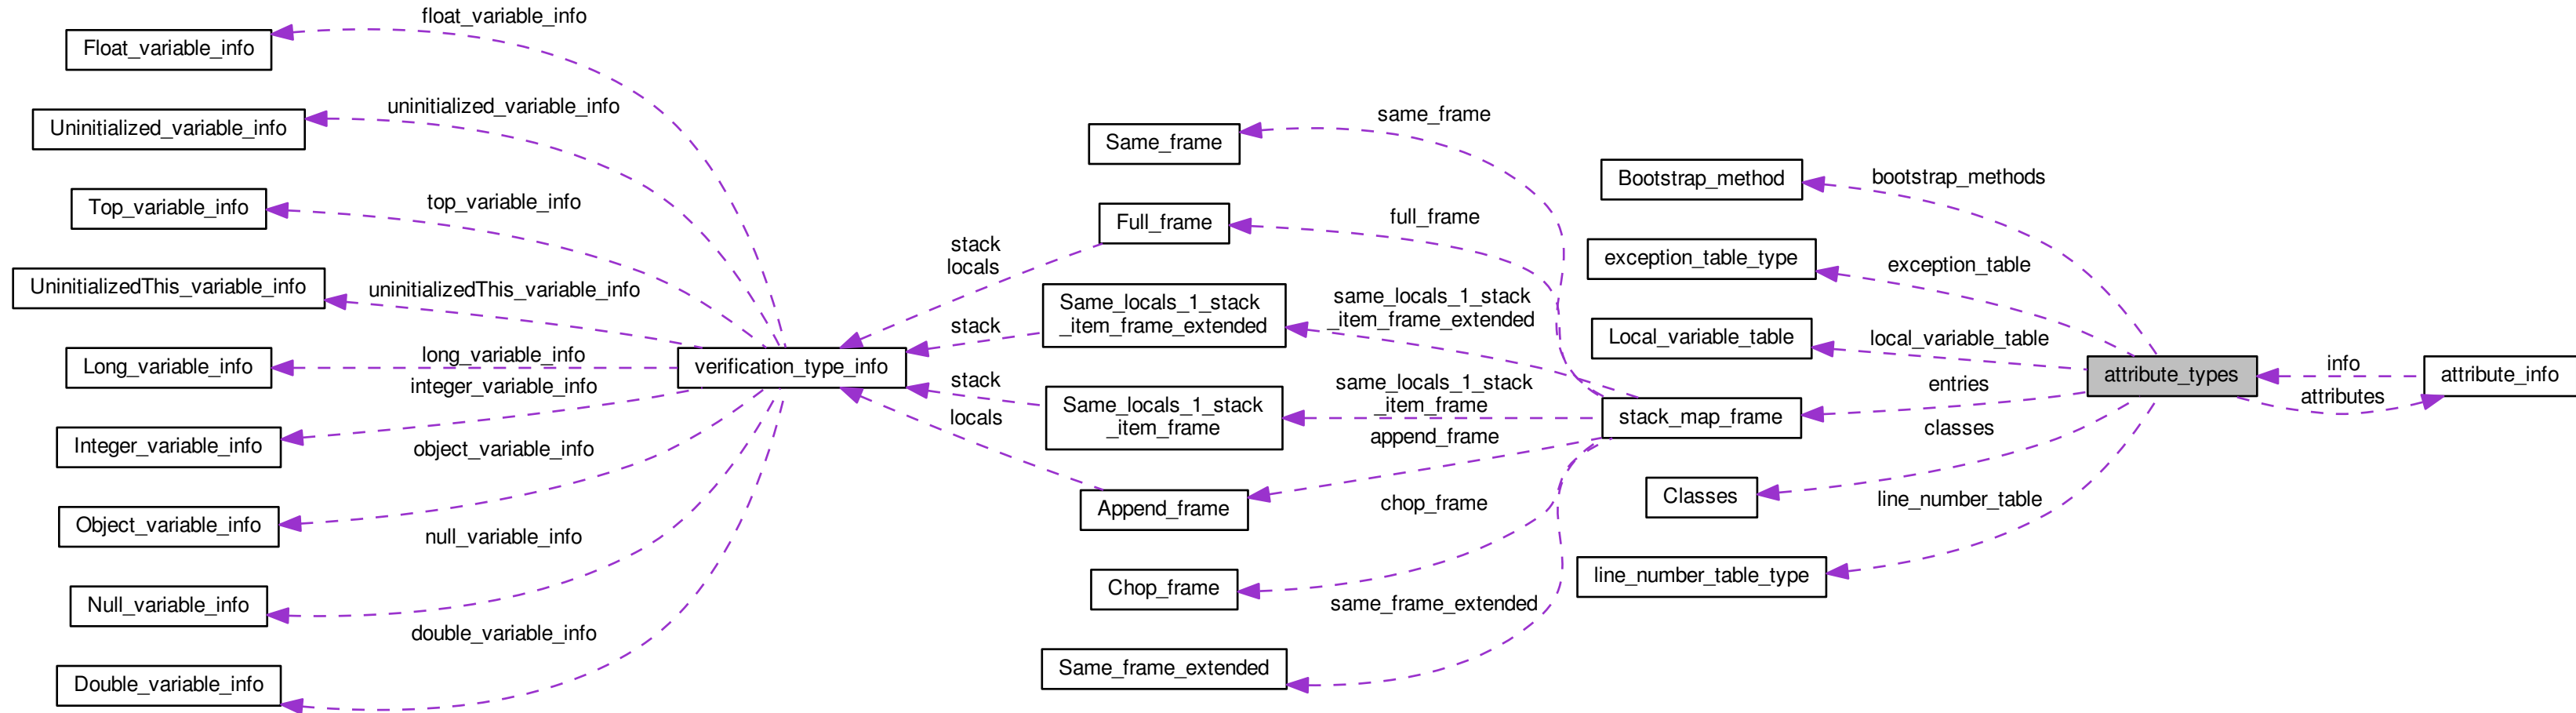 Float_variable_info
Uninitialized_variable_info
Top_variable_info
UninitializedThis_variable_info
Long_variable_info
Integer_variable_info
Object_variable_info
Null_variable_info
Double_variable_info
float_variable_info
uninitialized_variable_info
top_variable_info
uninitializedThis_variable_info
long_variable_info
integer_variable_info
object_variable_info
null_variable_info
double_variable_info
verification_type_info
stack
locals
stack
stack
locals
Same_frame
Full_frame
Same_locals_1_stack
_item_frame_extended
Same_locals_1_stack
_item_frame
Append_frame
Chop_frame
Same_frame_extended
same_frame
full_frame
same_locals_1_stack
_item_frame_extended
same_locals_1_stack
_item_frame
append_frame
chop_frame
same_frame_extended
Bootstrap_method
exception_table_type
Local_variable_table
stack_map_frame
Classes
line_number_table_type
bootstrap_methods
exception_table
local_variable_table
entries
classes
line_number_table
attribute_types
info
attributes
attribute_info